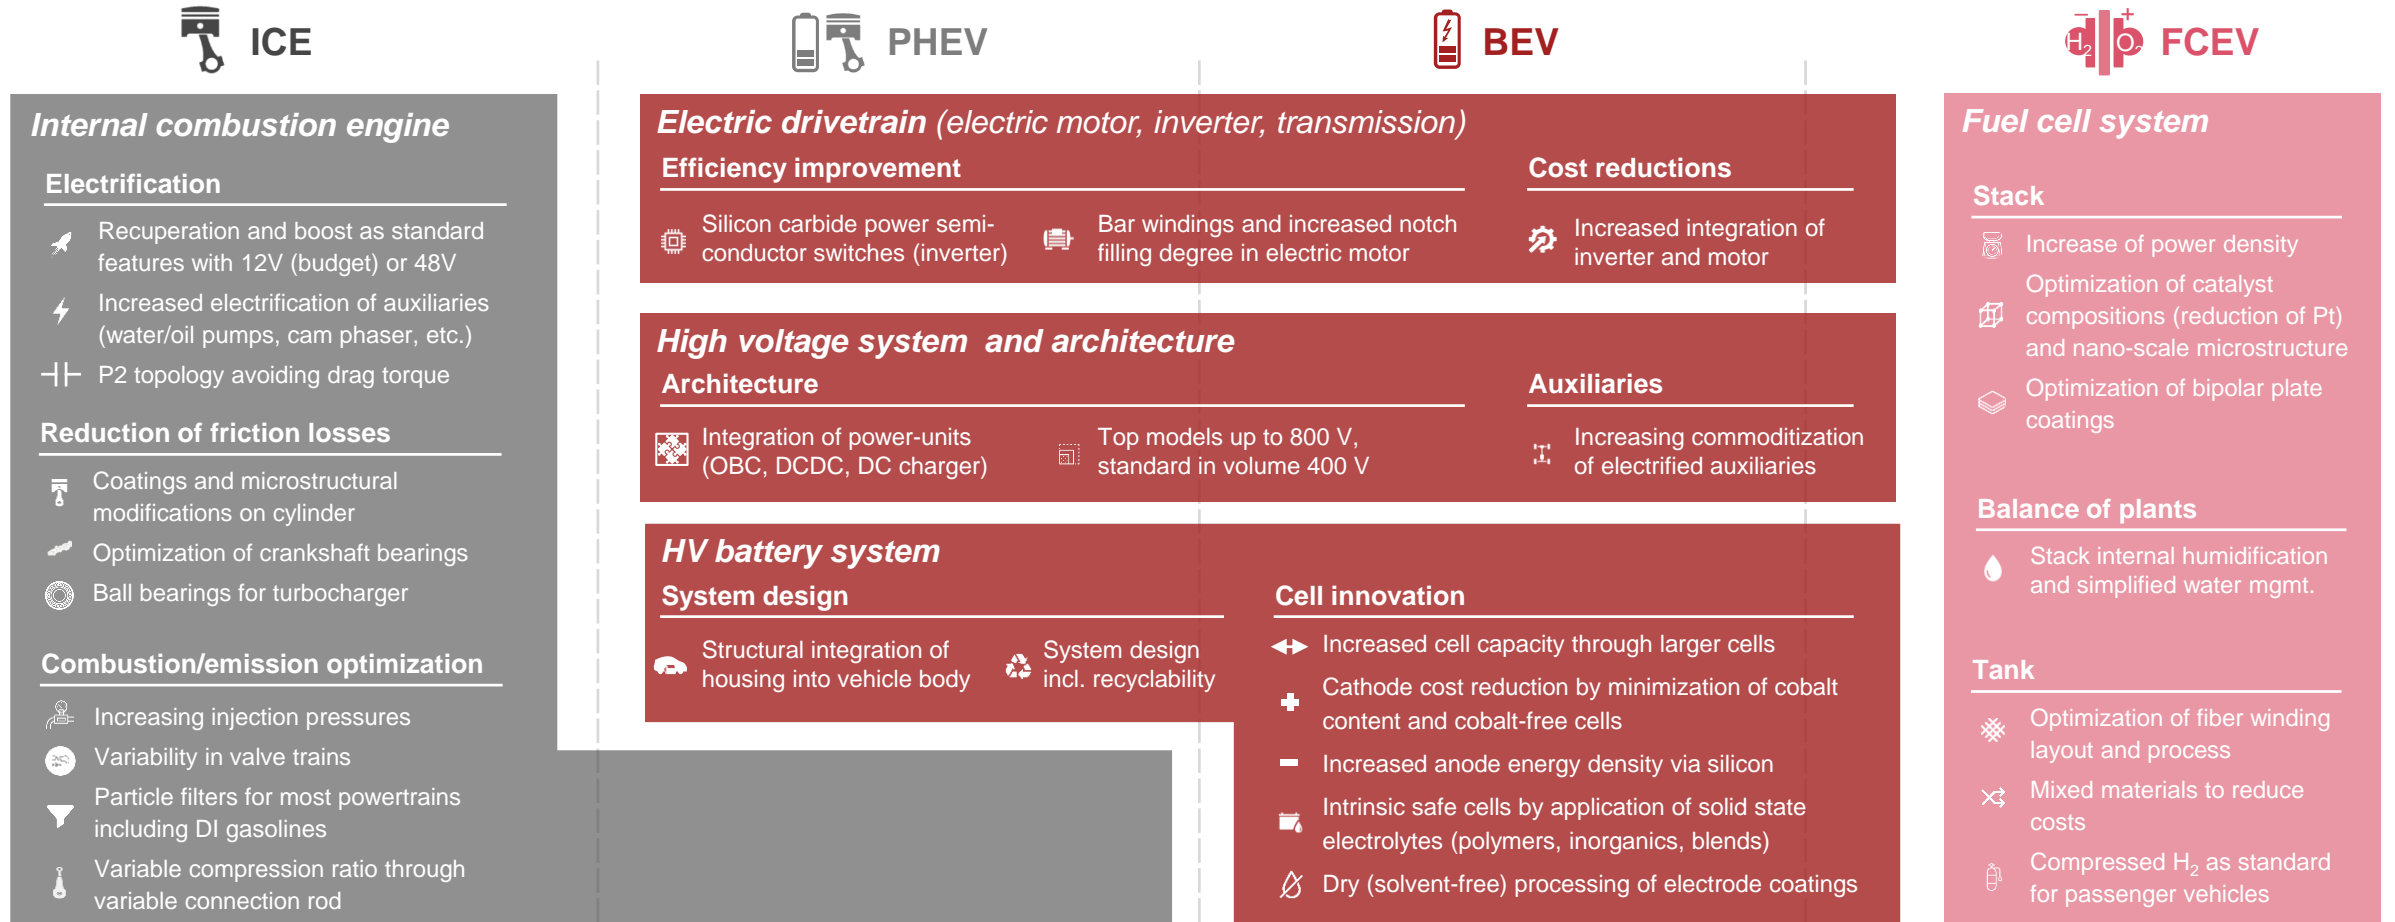 ICE
PHEV
BEV
H2 O2 FCEV
Internal combustion engine
Electrification
Recuperation and boost as standard
features with 12V (budget) or 48V
Increased electrification of auxiliaries
(water/oil pumps, cam phaser, etc.)
P2 topology avoiding drag torque
Reduction of friction losses
Coatings and microstructural
modifications on cylinder
Optimization of crankshaft bearings
Ball bearings for turbocharger
Combustion/emission optimization
Increasing injection pressures
Variability in valve trains
Particle filters for most powertrains
including DI gasolines
Variable compression ratio through
variable connection rod
Electric drivetrain (electric motor, inverter, transmission)
Efficiency improvement
Silicon carbide power semi-
conductor switches (inverter)
Bar windings and increased notch
filling degree in electric motor
Cost reductions
Increased integration of
inverter and motor
High voltage system and architecture
Architecture
Integration of power-units
(OBC, DCDC, DC charger)
Top models up to 800 V,
standard in volume 400 V
Auxiliaries
Increasing commoditization
of electrified auxiliaries
HV battery system
System design
Structural integration of
housing into vehicle body
System design
incl. recyclability
Cell innovation
Increased cell capacity through larger cells
Cathode cost reduction by minimization of cobalt
content and cobalt-free cells
Increased anode energy density via silicon
Intrinsic safe cells by application of solid state
electrolytes (polymers, inorganics, blends)
Dry (solvent-free) processing of electrode coatings
Fuel cell system
Stack
Increase of power density
Optimization of catalyst
compositions (reduction of Pt)
and nano-scale microstructure
Optimization of bipolar plate
coatings
Balance of plants
Stack internal humidification
and simplified water mgmt.
Tank
Optimization of fiber winding
layout and process
Mixed materials to reduce
costs
Compressed H2 as standard
for passenger vehicles